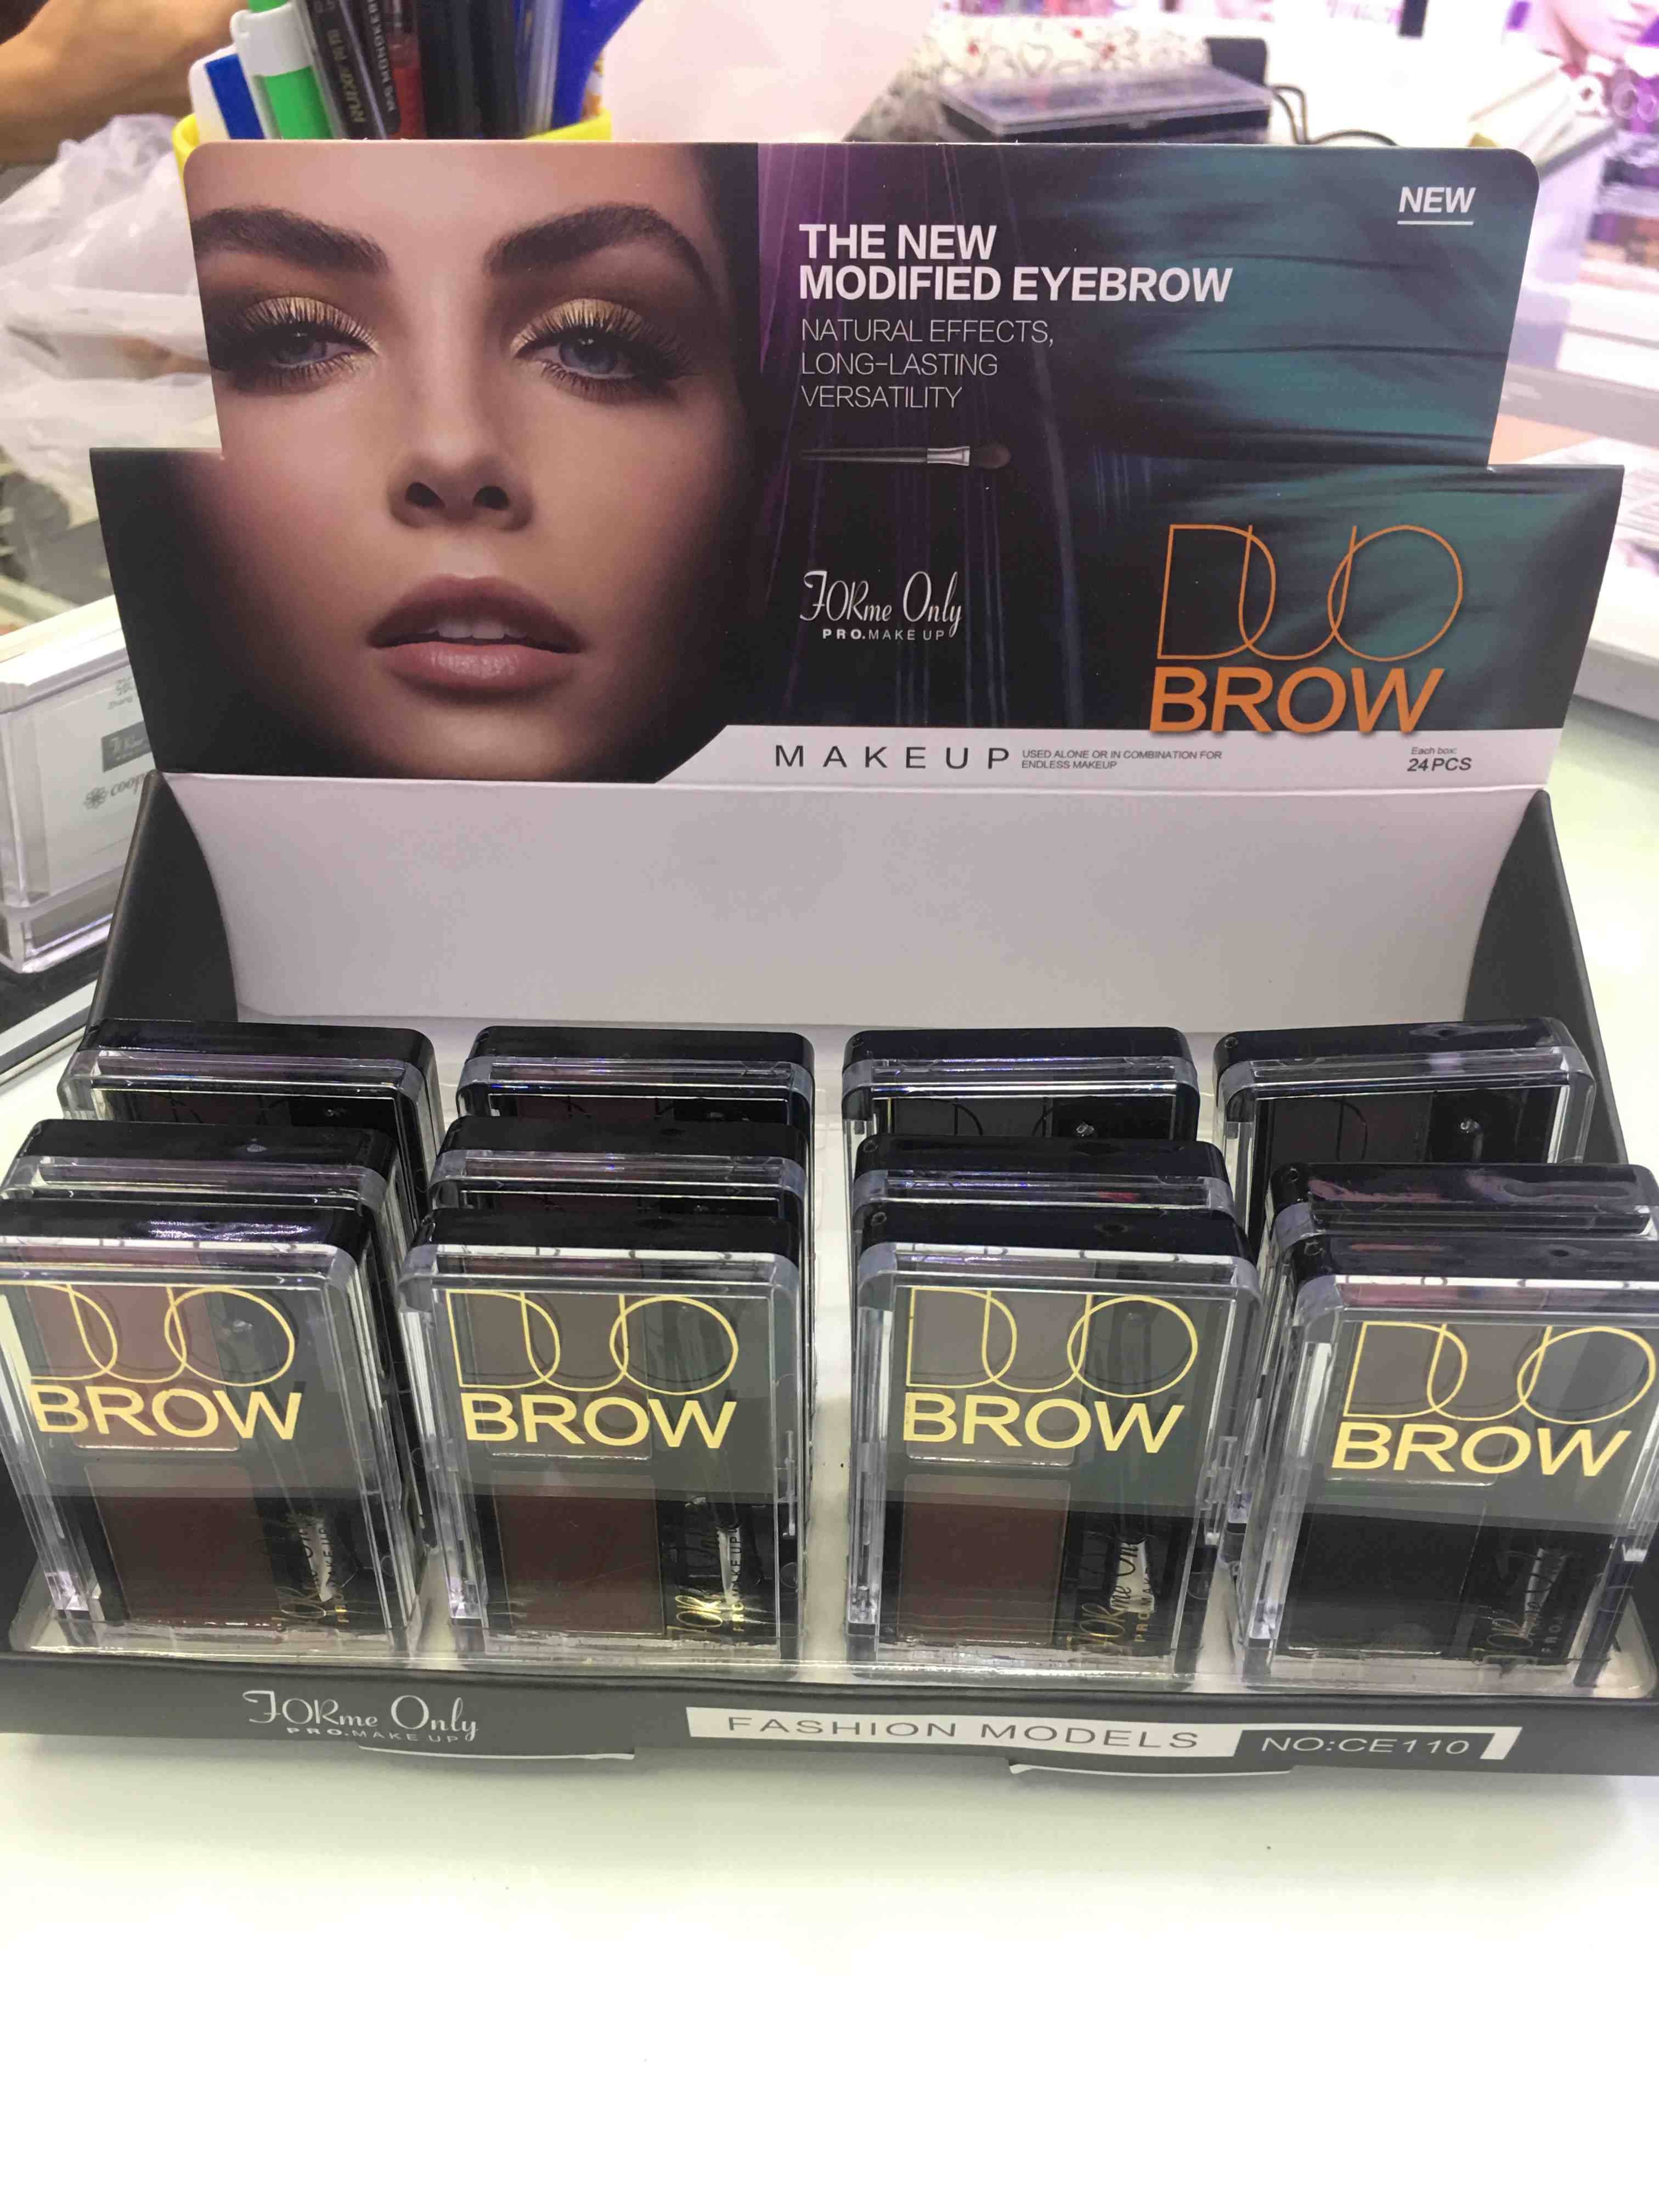 NEW
THE NEW
MODIFIED EYEBROW
NATURAL EFFECTS,
LONG-LASTING
VERSATILITY
FORme Only
PRO.MAKE UP
DUO
BROW
MAKEUP
USED ALONE OR IN COMBINATION FOR
ENDLESS MAKEUP
Each box:
24PCS
DUO
BROW
DUO
BROW
DUO
BROW
DUO
BROW
FORme Only
PRO.MAKE UP
FASHION MODELS
NO:CE110